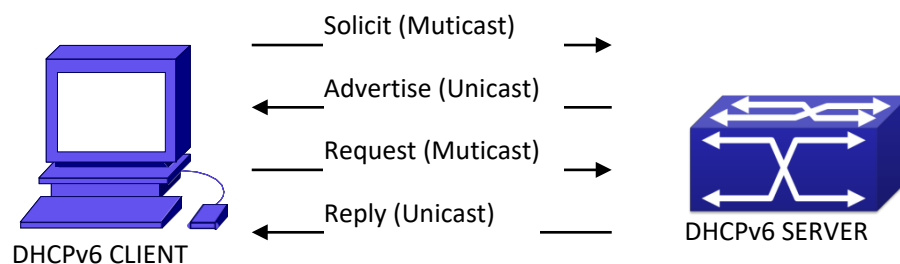 Solicit (Muticast)
Advertise (Unicast)
Request (Muticast)
Reply (Unicast)
DHCPv6 CLIENT
DHCPv6 SERVER